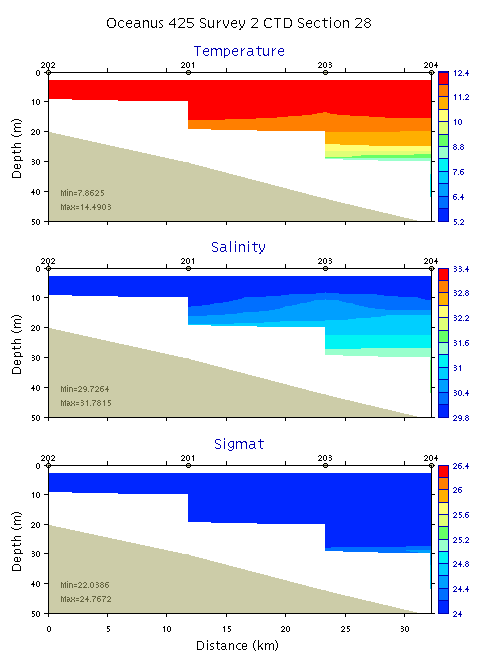 Oceanus 425 Survey 2 CTD Section 28
Temperature
202 201 203 204
0
10
20
30
40
50
Depth (m)
Min=7.8625
Max=14.4903
12.4
11.2
10
8.8
7.6
6.4
5.2
Salinity
202 201 203 204
0
10
20
30
40
50
Depth (m)
Min=29.7264
Max=31.7815
33.4
32.8
32.2
31.6
31
30.4
29.8
Sigmat
202 201 203 204
0
10
20
30
40
50
Depth (m)
Min=22.0386
Max=24.7672
26.4
26
25.6
25.2
24.8
24.4
24
0 5 10 15 20 25 30
Distance (km)